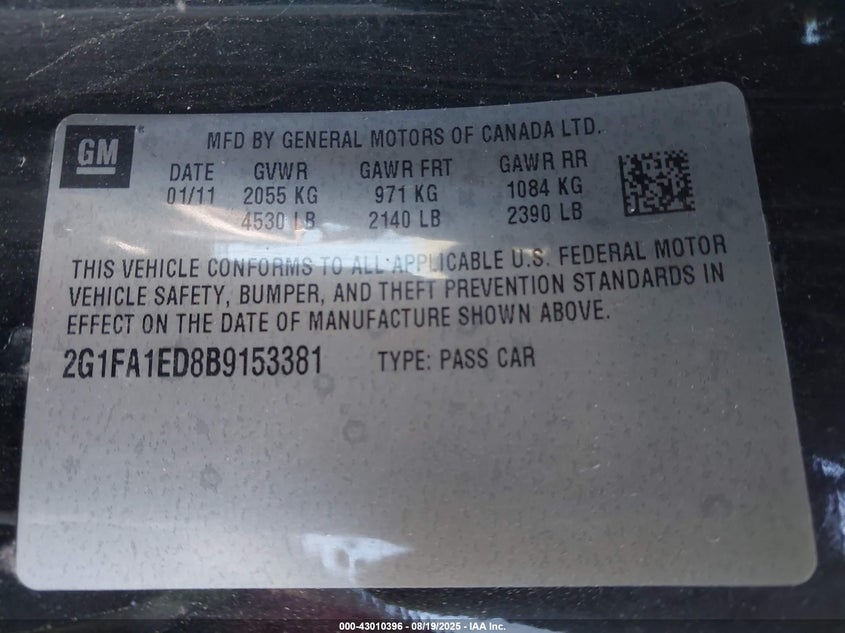 GM
MFD BY GENERAL MOTORS OF CANADA LTD.
DATE GVWR GAWR FRT GAWR RR
01/11 2055 KG 971 KG 1084 KG
4530 LB 2140 LB 2390 LB
THIS VEHICLE CONFORMS TO ALL APPLICABLE U.S. FEDERAL MOTOR
VEHICLE SAFETY, BUMPER, AND THEFT PREVENTION STANDARDS IN
EFFECT ON THE DATE OF MANUFACTURE SHOWN ABOVE.
2G1FA1ED8B9153381 TYPE: PASS CAR
000-43010396 - 08/19/2025 - IAA Inc.